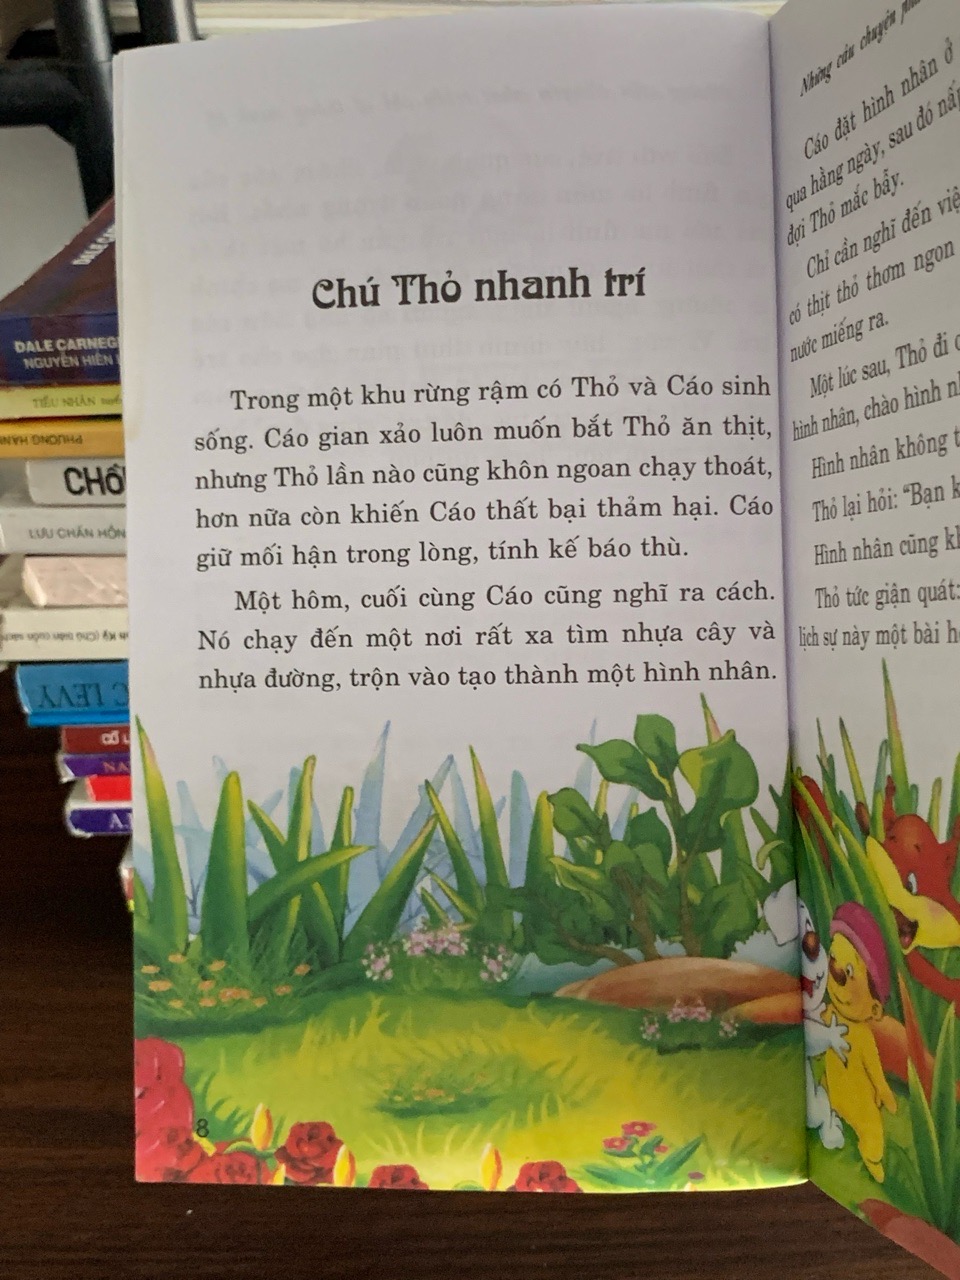 DALE CARNEG
NGUYỄN HIẾN
TIỂU NHÂN
CHỐ
LƯU CHẤN HỒN
LEVY
Chú Thỏ nhanh trí
Trong một khu rừng rậm có Thỏ và Cáo sinh
sống. Cáo gian xảo luôn muốn bắt Thỏ ăn thịt,
nhưng Thỏ lần nào cũng khôn ngoan chạy thoát,
hơn nữa còn khiến Cáo thất bại thảm hại. Cáo
giữ mối hận trong lòng, tính kế báo thù.
Một hôm, cuối cùng Cáo cũng nghĩ ra cách.
Nó chạy đến một nơi rất xa tìm nhựa cây và
nhựa đường, trộn vào tạo thành một hình nhân.
8
Những câu chuyện
Cáo đặt hình nhân ở
qua hằng ngày, sau đó nấp
đợi Thỏ mắc bẫy.
Chỉ cần nghĩ đến việ
có thịt thỏ thơm ngon
nước miếng ra.
Một lúc sau, Thỏ đi
hình nhân, chào hình
Hình nhân không t
Thỏ lại hỏi: “Bạn k
Hình nhân cũng kh
Thỏ tức giận quát:
lịch sự này một bài h